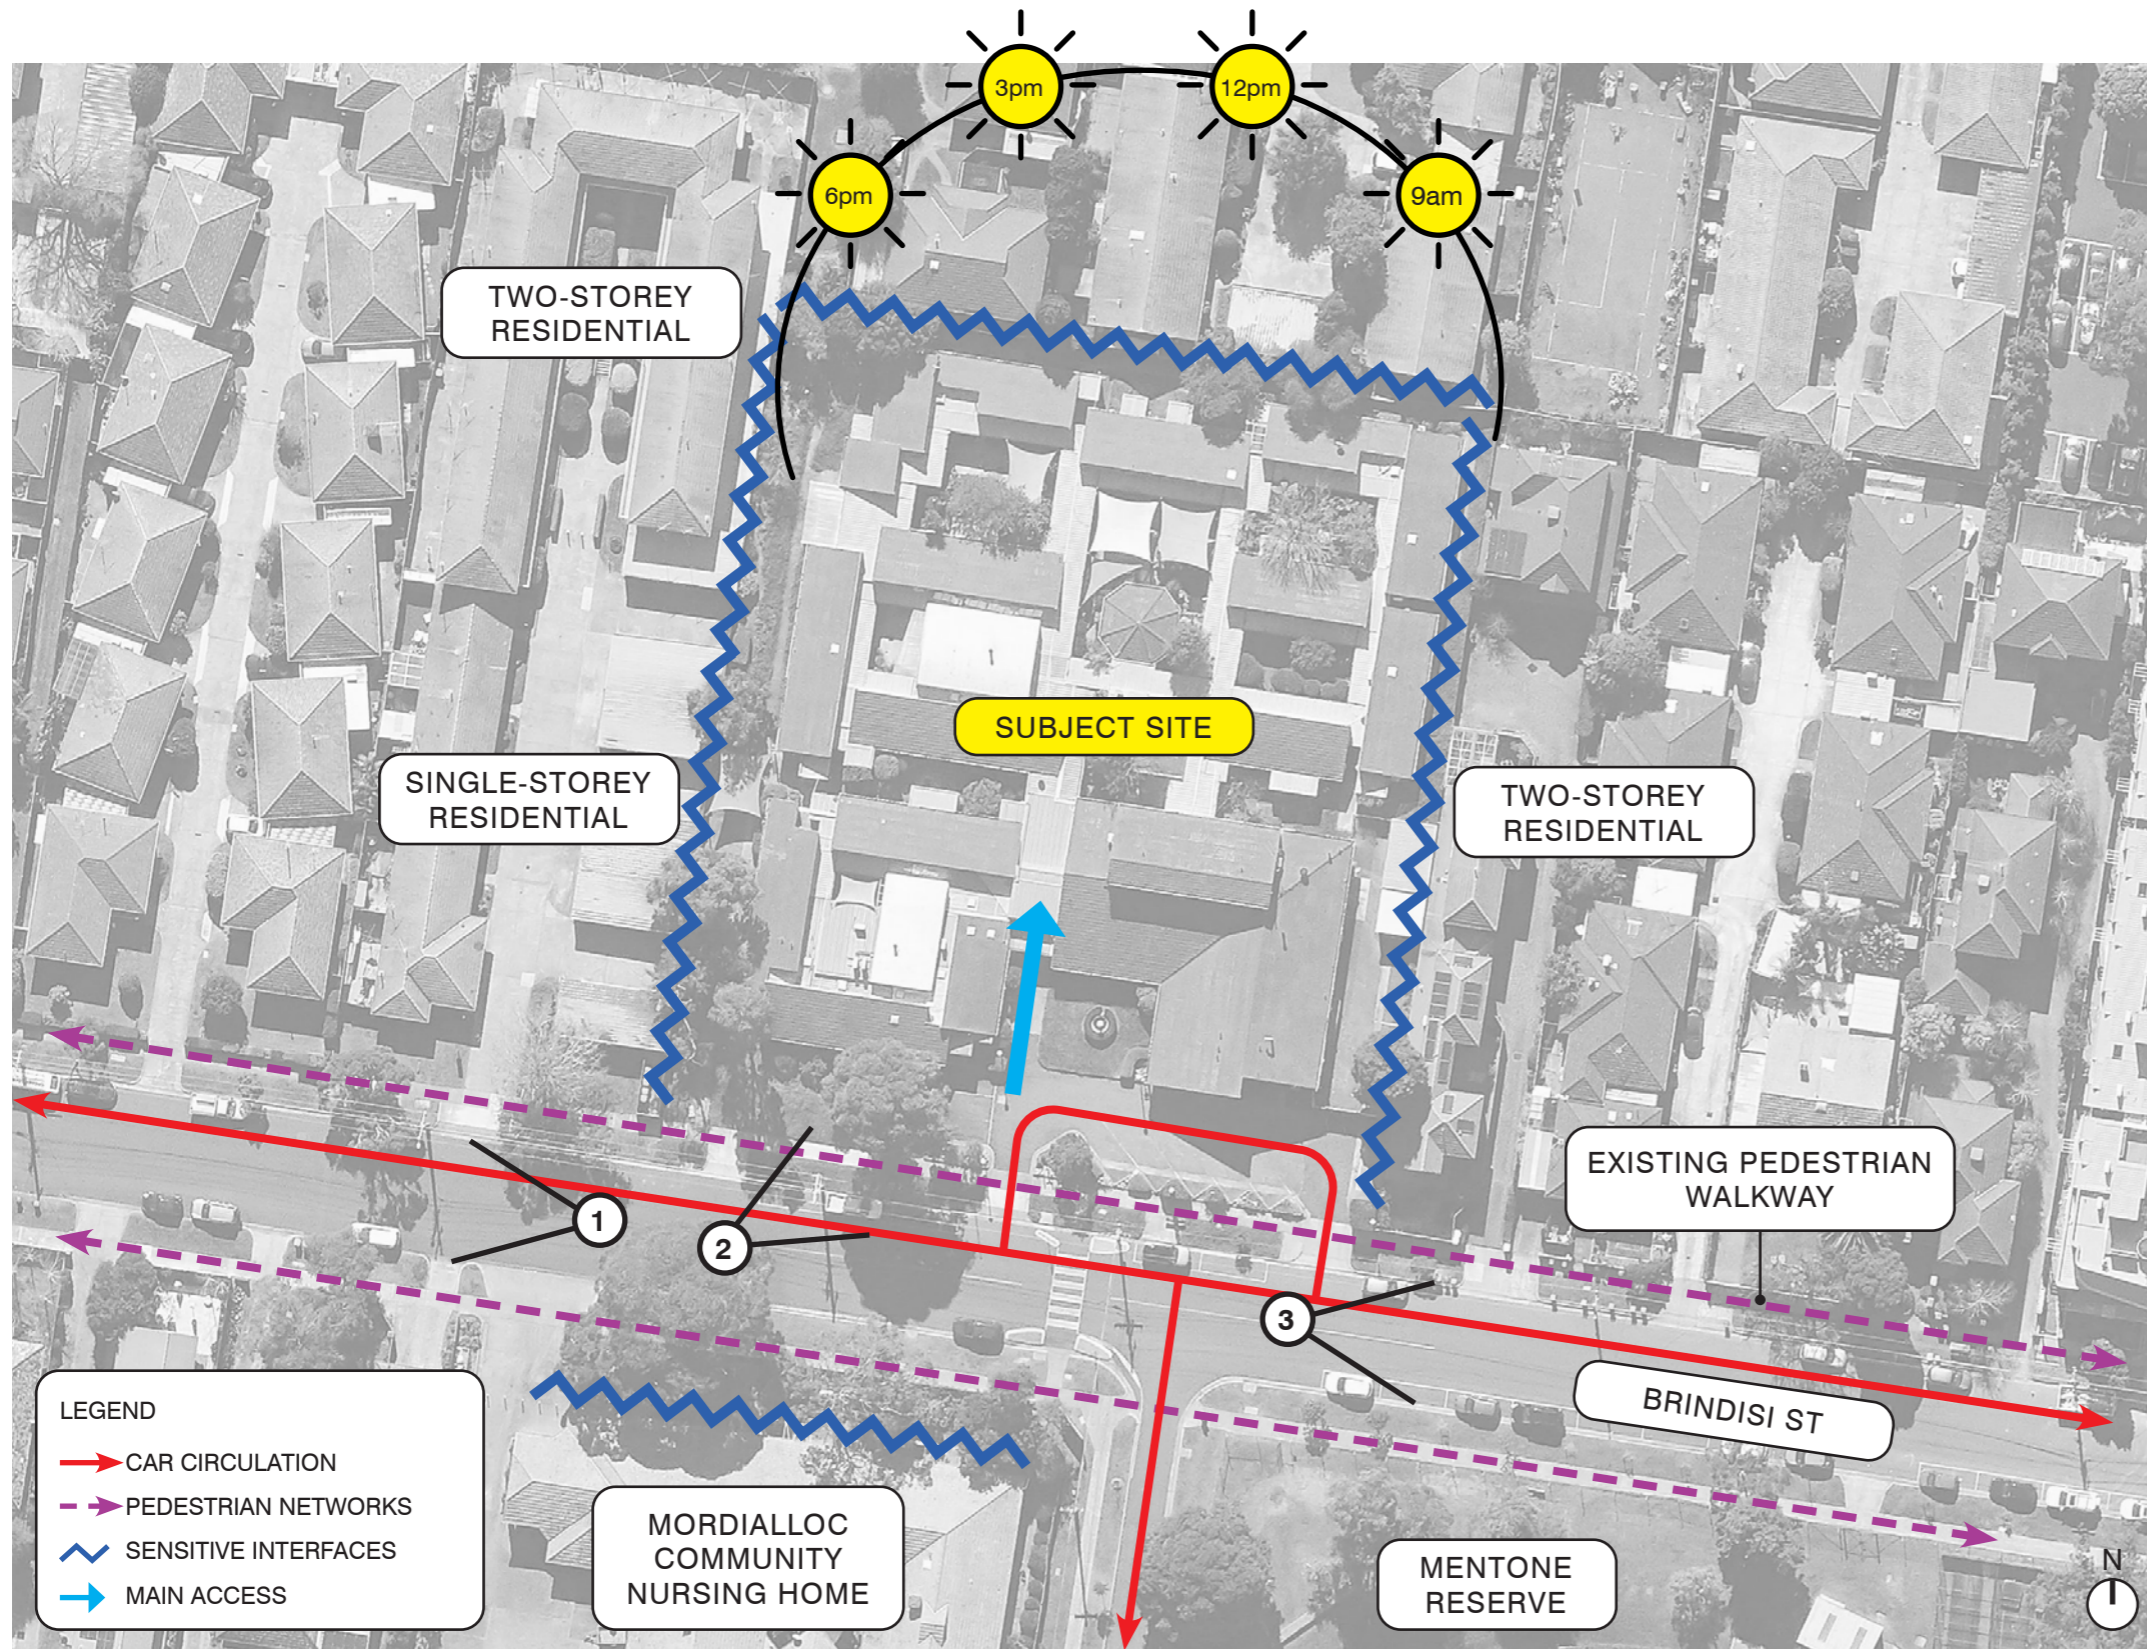 3pm
12pm
6pm
9am
TWO-STOREY
RESIDENTIAL
SUBJECT SITE
SINGLE-STOREY
RESIDENTIAL
TWO-STOREY
RESIDENTIAL
EXISTING PEDESTRIAN
WALKWAY
1
2
3
BRINDISI ST
LEGEND
CAR CIRCULATION
PEDESTRIAN NETWORKS
SENSITIVE INTERFACES
MAIN ACCESS
MORDIALLOC
COMMUNITY
NURSING HOME
MENTONE
RESERVE
N